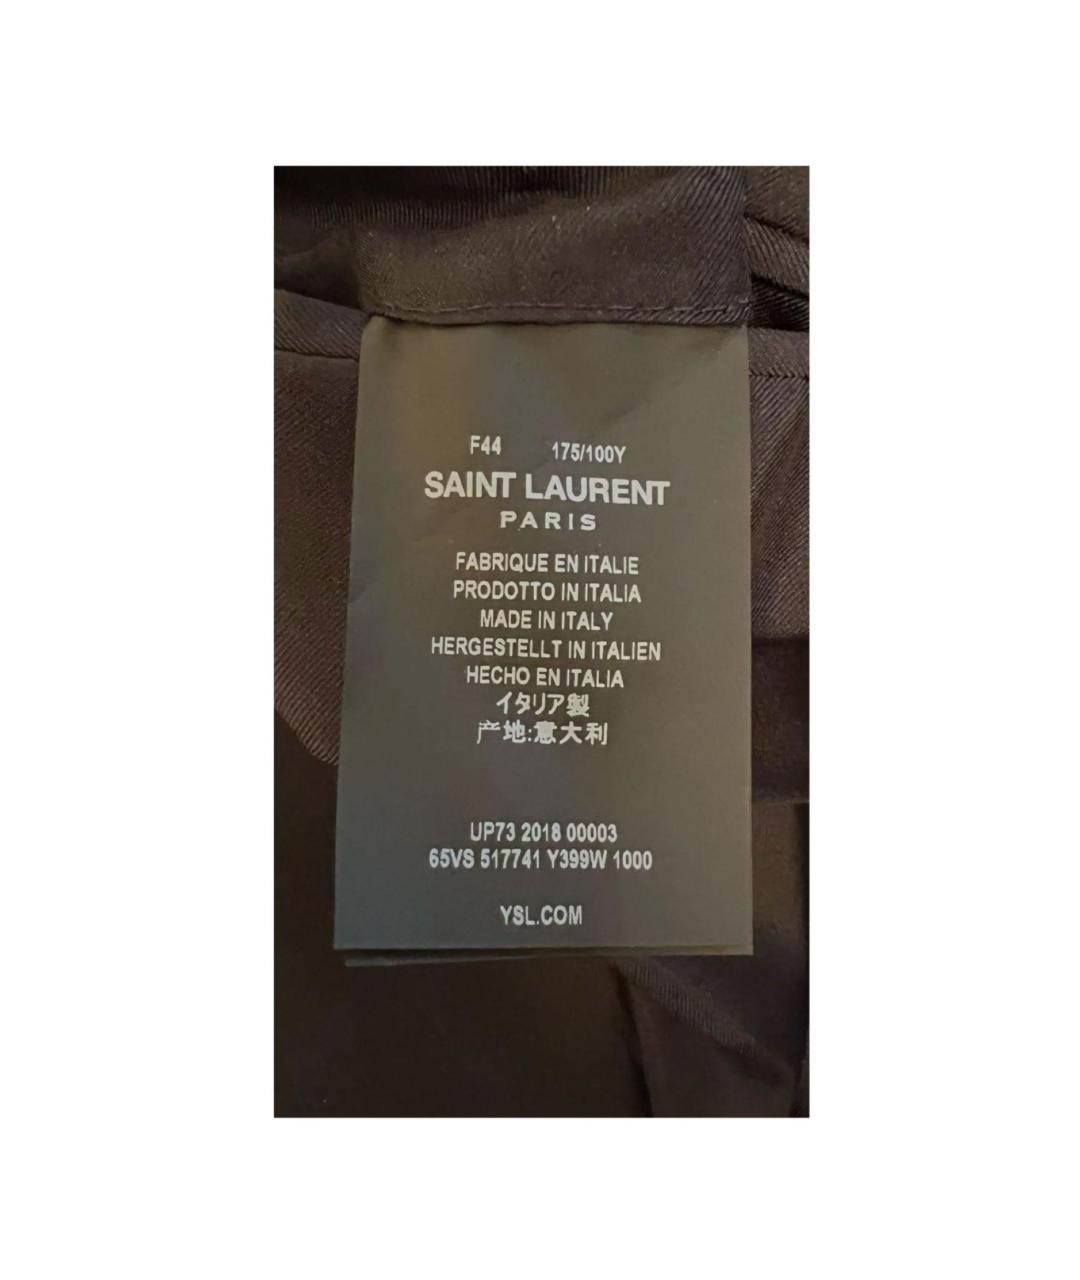 F44 175/100Y
SAINT LAURENT
PARIS
FABRIQUE EN ITALIE
PRODOTTO IN ITALIA
MADE IN ITALY
HERGESTELLT IN ITALIEN
HECHO EN ITALIA
イタリア製
产地:意大利
UP73 2018 00003
65VS 517741 Y399W 1000
YSL.COM